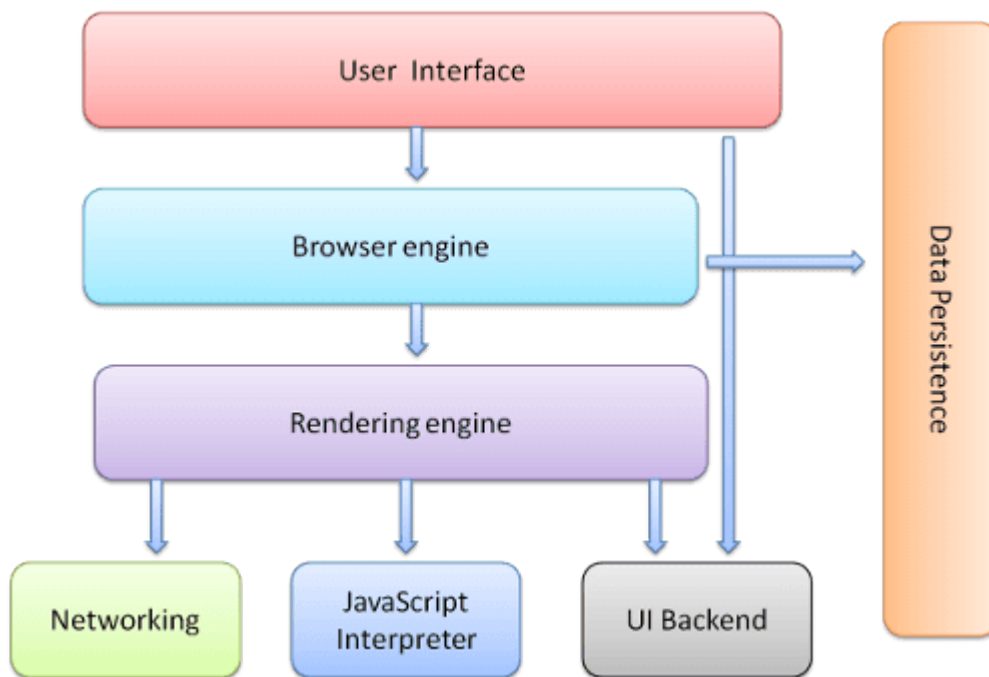 User Interface
Browser engine
Data Persistence
Rendering engine
Networking
JavaScript
Interpreter
UI Backend